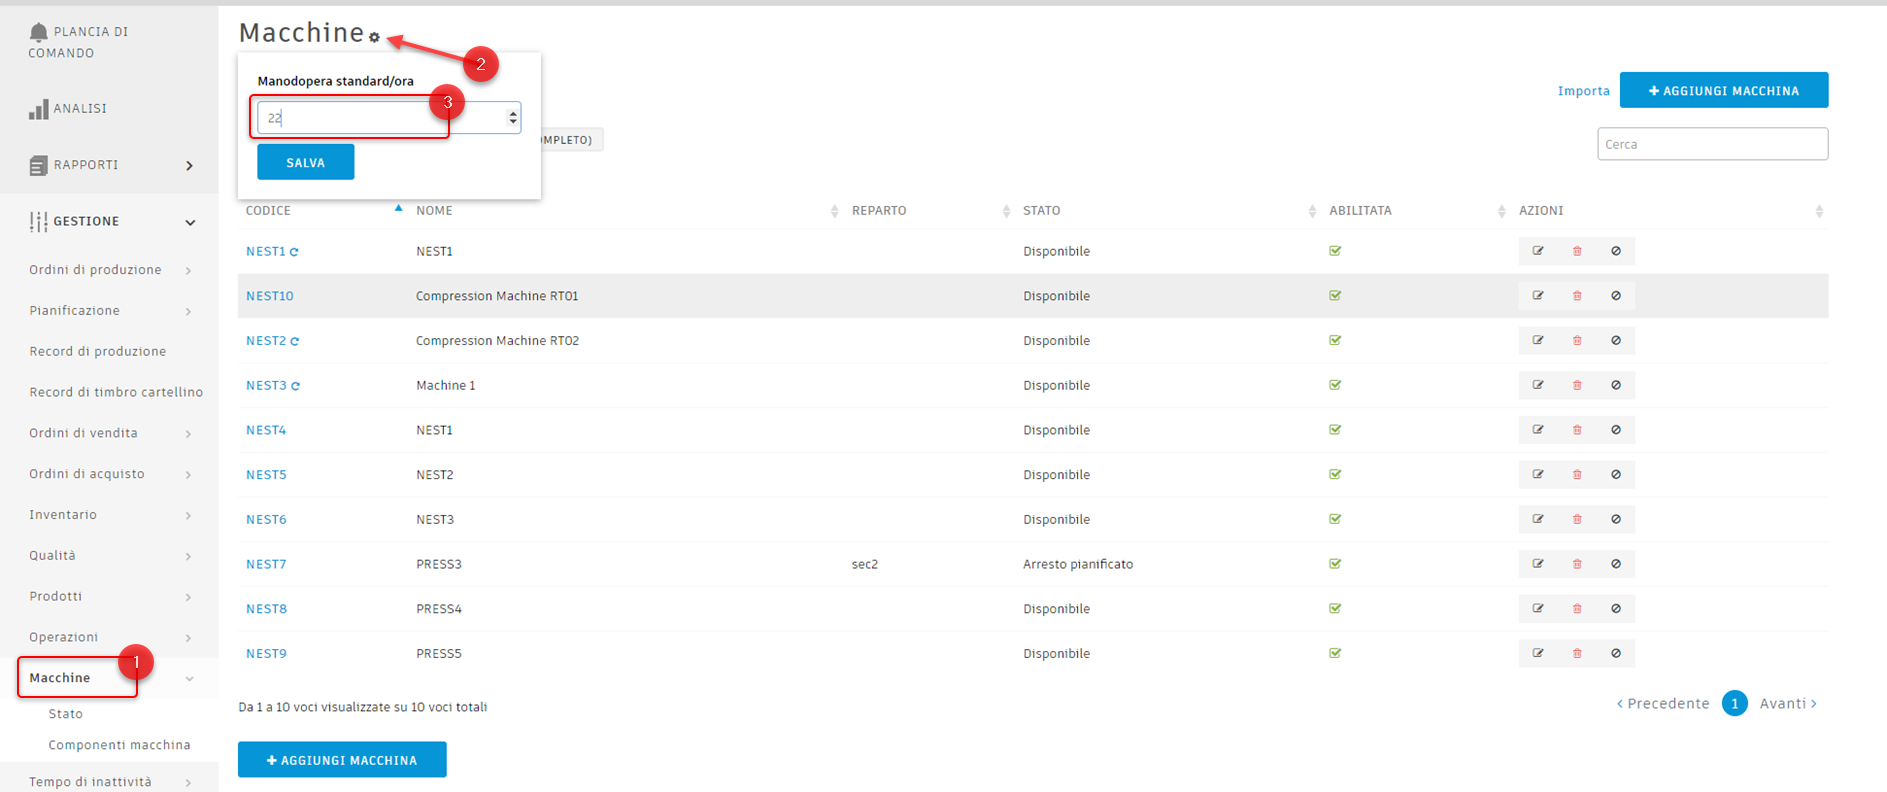 PLANCIA DI
COMANDO
ANALISI
RAPPORTI
GESTIONE
Ordini di produzione
Pianificazione
Record di produzione
Record di timbro cartellino
Ordini di vendita
Ordini di acquisto
Inventario
Qualità
Prodotti
Operazioni
1
Macchine
Stato
Componenti macchina
Tempo di inattività
Macchine
2
Manodopera standard/ora
3
22
SALVA
OMPLETO)
Importa
+ AGGIUNGI MACCHINA
Cerca
CODICE NOME REPARTO STATO ABILITATA AZIONI
NEST1 NEST1 Disponibile
NEST10 Compression Machine RT01 Disponibile
NEST2 Compression Machine RT02 Disponibile
NEST3 Machine 1 Disponibile
NEST4 NEST1 Disponibile
NEST5 NEST2 Disponibile
NEST6 NEST3 Disponibile
NEST7 PRESS3 sec2 Arresto pianificato
NEST8 PRESS4 Disponibile
NEST9 PRESS5 Disponibile
Da 1 a 10 voci visualizzate su 10 voci totali
< Precedente 1 Avanti >
+ AGGIUNGI MACCHINA